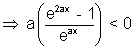 ⇒ a(e^{2ax} - 1 / e^{ax}) < 0